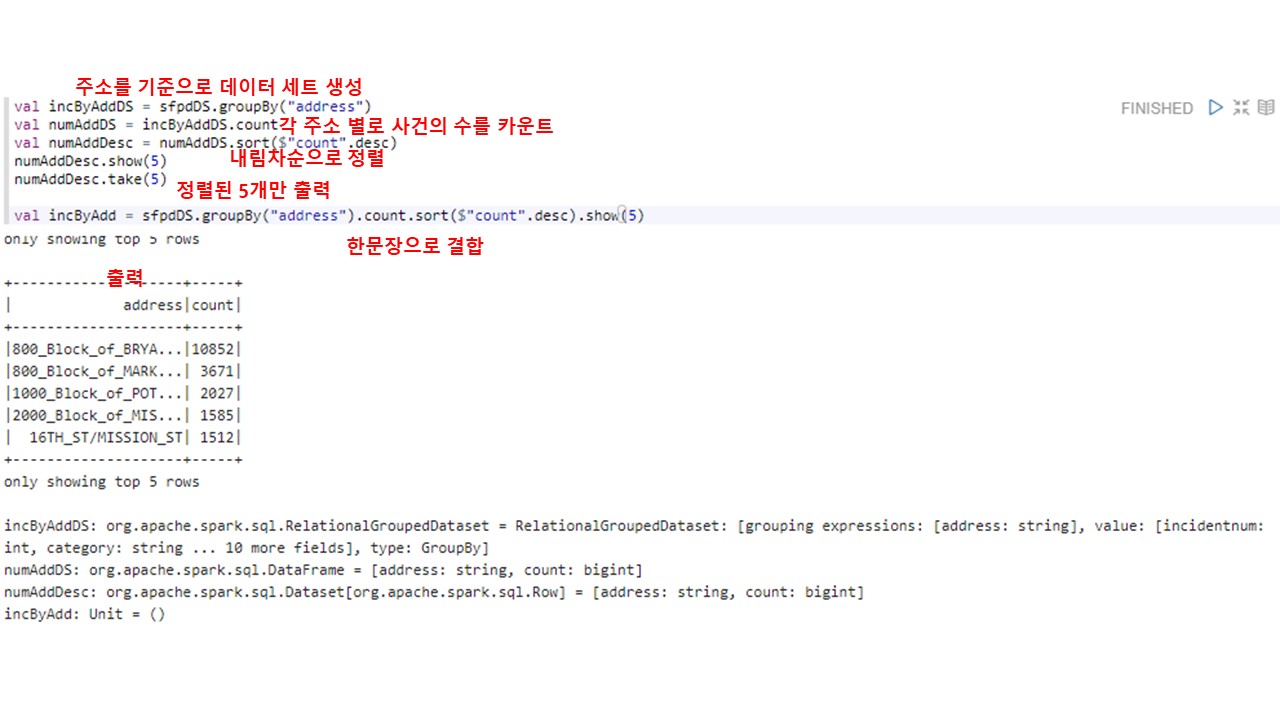 주소를 기준으로 데이터 세트 생성
val incByAddDS = sfpdDS.groupBy("address")
FINISHED
val numAddDS = incByAddDS.count
각 주소 별로 사건의 수를 카운트
val numAddDesc = numAddDS.sort($"count".desc)
numAddDesc.show(5)
내림차순으로 정렬
numAddDesc.take(5)
정렬된 5개만 출력
val incByAdd = sfpdDS.groupBy("address").count.sort($"count".desc).show(5)
only showing top 5 rows
한문장으로 결합
출력
+--------------------+-----+
|             address|count|
+--------------------+-----+
|800_Block_of_BRYA...|10852|
|800_Block_of_MARK...| 3671|
|1000_Block_of_POT...| 2027|
|2000_Block_of_MIS...| 1585|
|  16TH_ST/MISSION_ST| 1512|
+--------------------+-----+
only showing top 5 rows
incByAddDS: org.apache.spark.sql.RelationalGroupedDataset = RelationalGroupedDataset: [grouping expressions: [address: string], value: [incidentnum:
int, category: string ... 10 more fields], type: GroupBy]
numAddDS: org.apache.spark.sql.DataFrame = [address: string, count: bigint]
numAddDesc: org.apache.spark.sql.Dataset[org.apache.spark.sql.Row] = [address: string, count: bigint]
incByAdd: Unit = ()